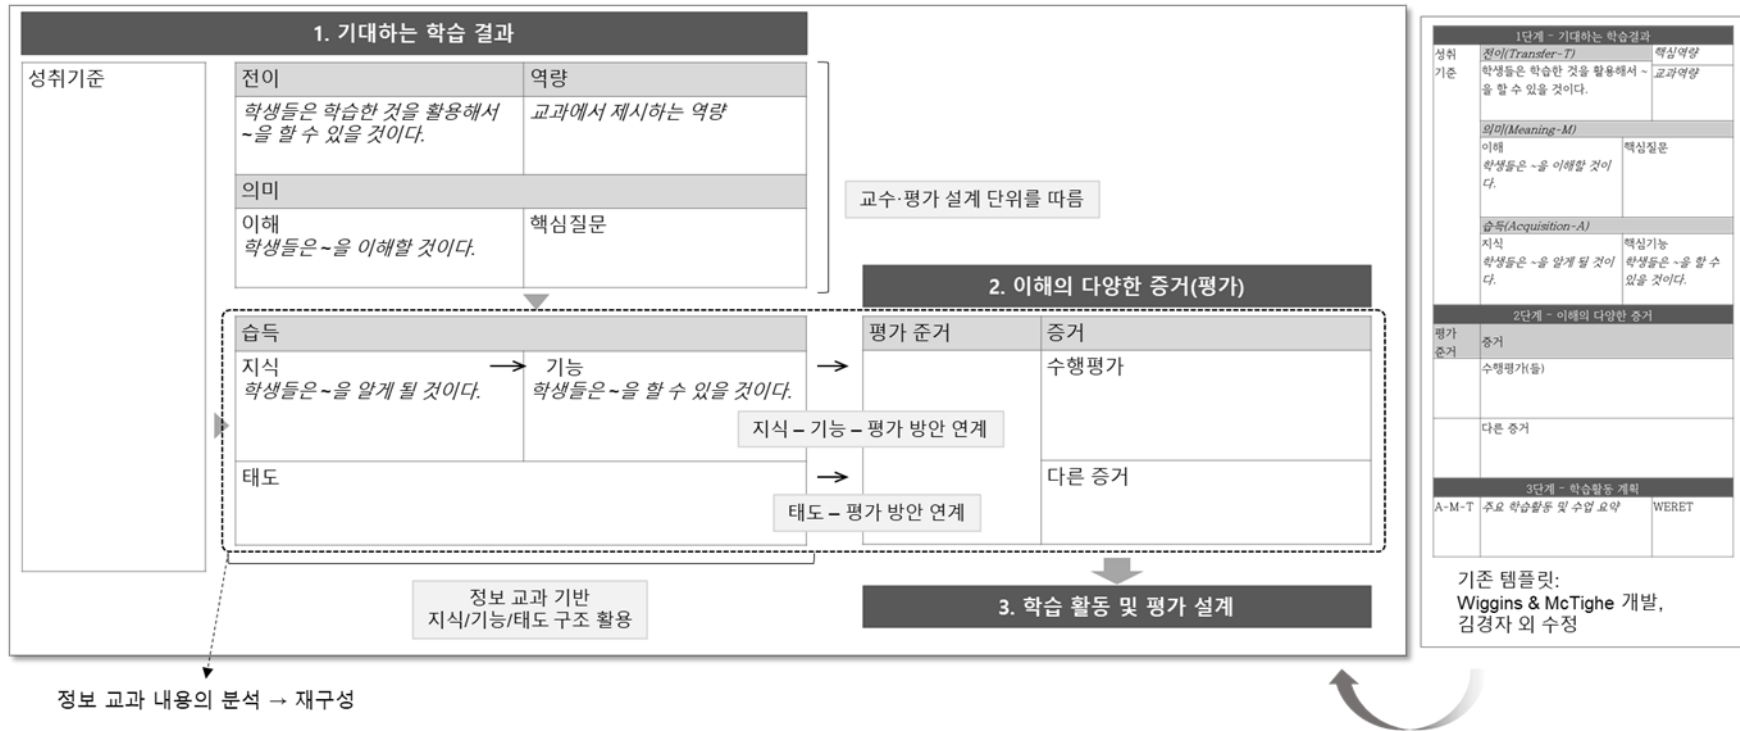 1. 기대하는 학습 결과
성취기준
전이
역량
학생들은 학습한 것을 활용해서
~을 할 수 있을 것이다.
교과에서 제시하는 역량
의미
이해
학생들은 ~을 이해할 것이다.
핵심질문
교수·평가 설계 단위를 따름
2. 이해의 다양한 증거(평가)
습득
지식
→
기능
→
학생들은 ~을 알게 될 것이다.
학생들은 ~을 할 수 있을 것이다.
태도
→
평가 준거
증거
수행평가
다른 증거
지식 – 기능 – 평가 방안 연계
태도 – 평가 방안 연계
정보 교과 기반
지식/기능/태도 구조 활용
3. 학습 활동 및 평가 설계
정보 교과 내용의 분석 → 재구성
1단계 - 기대하는 학습결과
성취
기준
전이(Transfer-T)
핵심역량
학생들은 학습한 것을 활용해서 ~
을 할 수 있을 것이다.
교과역량
의미(Meaning-M)
이해
학생들은 ~을 이해할 것이
다.
핵심질문
습득(Acquisition-A)
지식
학생들은 ~을 알게 될 것이
다.
핵심기능
학생들은 ~을 할 수
있을 것이다.
2단계 - 이해의 다양한 증거
평가
준거
증거
수행평가(들)
다른 증거
3단계 - 학습활동 계획
A-M-T
주요 학습활동 및 수업 요약
WERET
기존 템플릿:
Wiggins & McTighe 개발,
김경자 외 수정